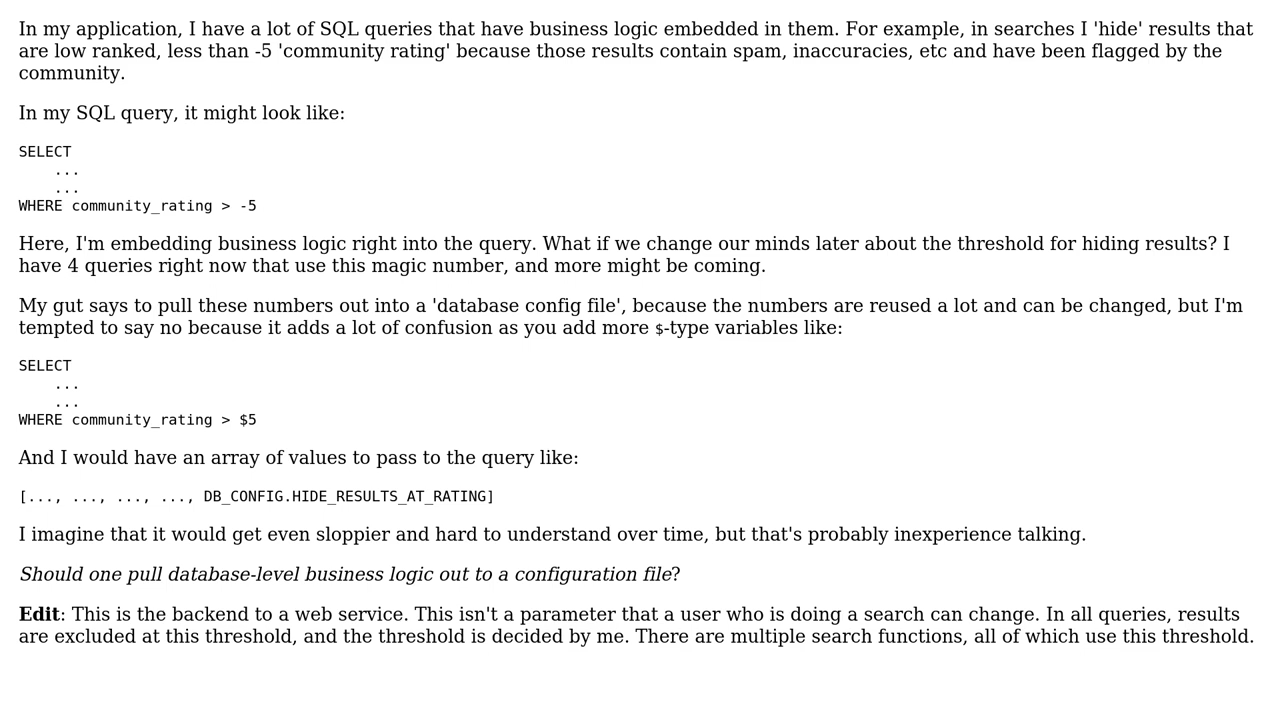 In my application, I have a lot of SQL queries that have business logic embedded in them. For example, in searches I 'hide' results that
are low ranked, less than -5 'community rating' because those results contain spam, inaccuracies, etc and have been flagged by the
community.
In my SQL query, it might look like:
SELECT
    ...
    ...
WHERE community_rating > -5
Here, I'm embedding business logic right into the query. What if we change our minds later about the threshold for hiding results? I
have 4 queries right now that use this magic number, and more might be coming.
My gut says to pull these numbers out into a 'database config file', because the numbers are reused a lot and can be changed, but I'm
tempted to say no because it adds a lot of confusion as you add more $-type variables like:
SELECT
    ...
    ...
WHERE community_rating > $5
And I would have an array of values to pass to the query like:
[..., ..., ..., ..., DB_CONFIG.HIDE_RESULTS_AT_RATING]
I imagine that it would get even sloppier and hard to understand over time, but that's probably inexperience talking.
Should one pull database-level business logic out to a configuration file?
Edit: This is the backend to a web service. This isn't a parameter that a user who is doing a search can change. In all queries, results
are excluded at this threshold, and the threshold is decided by me. There are multiple search functions, all of which use this threshold.